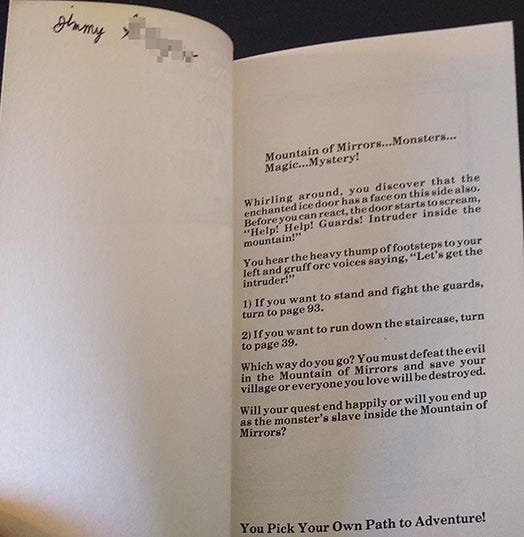 jimmy
Mountain of Mirrors...Monsters...
Magic...Mystery!
Whirling around, you discover that the
enchanted ice door has a face on this side also.
Before you can react, the door starts to scream,
“Help! Help! Guards! Intruder inside the
mountain!”
You hear the heavy thump of footsteps to your
left and gruff orc voices saying, “Let's get the
intruder!”
1) If you want to stand and fight the guards,
turn to page 93.
2) If you want to run down the staircase, turn
to page 39.
Which way do you go? You must defeat the evil
in the Mountain of Mirrors and save your
village or everyone you love will be destroyed.
Will your quest end happily or will you end up
as the monster's slave inside the Mountain of
Mirrors?
You Pick Your Own Path to Adventure!